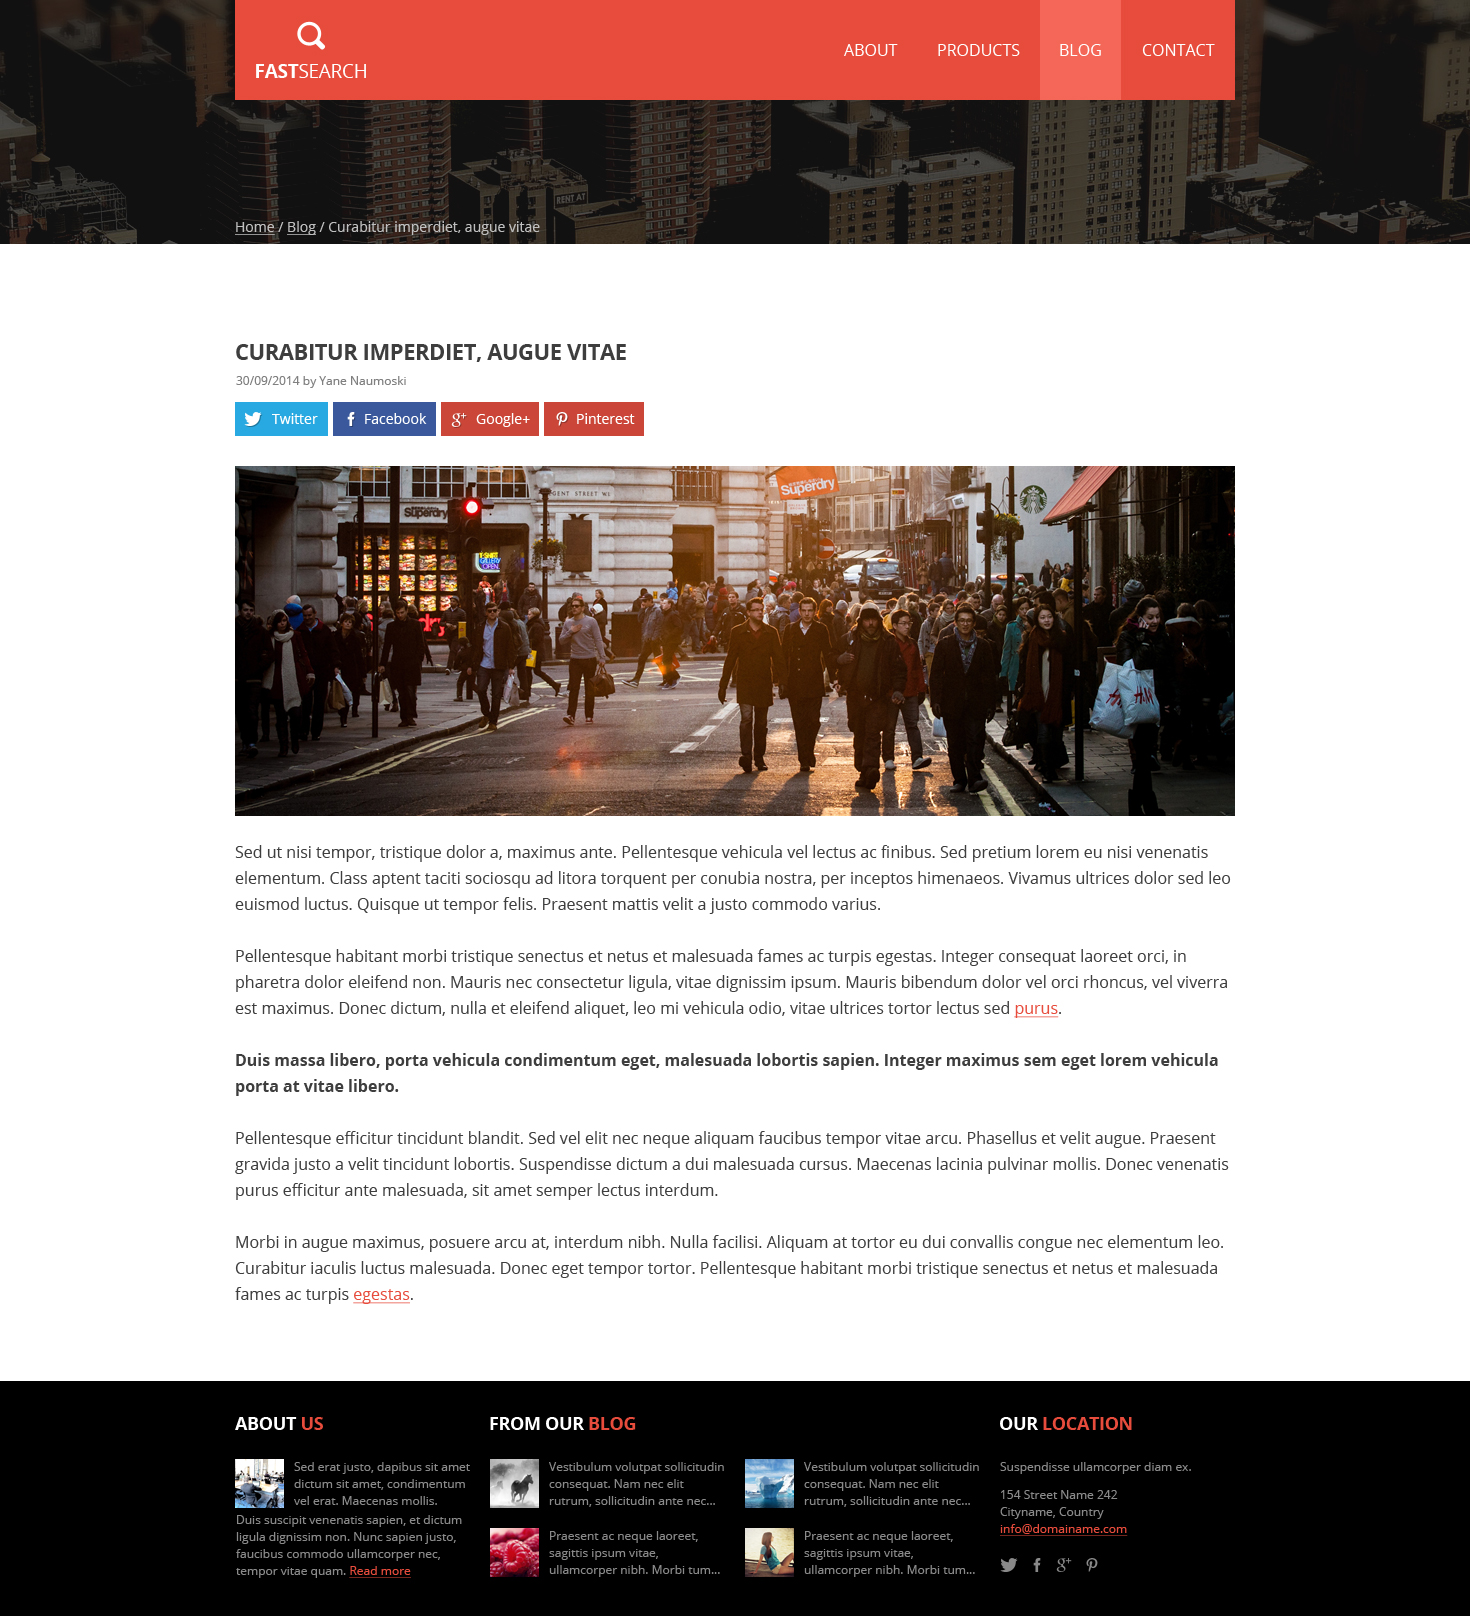 FASTSEARCH
ABOUT PRODUCTS BLOG CONTACT
RENT AT
Home / Blog / Curabitur imperdiet, augue vitae
CURABITUR IMPERDIET, AUGUE VITAE
30/09/2014 by Yane Naumoski
Twitter Facebook Google+ Pinterest
Superdry
Superdry
GENT STREET W1
T-SHIRT
GALLERY
OPEN
H&M
Sed ut nisi tempor, tristique dolor a, maximus ante. Pellentesque vehicula vel lectus ac finibus. Sed pretium lorem eu nisi venenatis
elementum. Class aptent taciti sociosqu ad litora torquent per conubia nostra, per inceptos himenaeos. Vivamus ultrices dolor sed leo
euismod luctus. Quisque ut tempor felis. Praesent mattis velit a justo commodo varius.
Pellentesque habitant morbi tristique senectus et netus et malesuada fames ac turpis egestas. Integer consequat laoreet orci, in
pharetra dolor eleifend non. Mauris nec consectetur ligula, vitae dignissim ipsum. Mauris bibendum dolor vel orci rhoncus, vel viverra
est maximus. Donec dictum, nulla et eleifend aliquet, leo mi vehicula odio, vitae ultrices tortor lectus sed purus.
Duis massa libero, porta vehicula condimentum eget, malesuada lobortis sapien. Integer maximus sem eget lorem vehicula
porta at vitae libero.
Pellentesque efficitur tincidunt blandit. Sed vel elit nec neque aliquam faucibus tempor vitae arcu. Phasellus et velit augue. Praesent
gravida justo a velit tincidunt lobortis. Suspendisse dictum a dui malesuada cursus. Maecenas lacinia pulvinar mollis. Donec venenatis
purus efficitur ante malesuada, sit amet semper lectus interdum.
Morbi in augue maximus, posuere arcu at, interdum nibh. Nulla facilisi. Aliquam at tortor eu dui convallis congue nec elementum leo.
Curabitur iaculis luctus malesuada. Donec eget tempor tortor. Pellentesque habitant morbi tristique senectus et netus et malesuada
fames ac turpis egestas.
ABOUT US
Sed erat justo, dapibus sit amet
dictum sit amet, condimentum
vel erat. Maecenas mollis.
Duis suscipit venenatis sapien, et dictum
ligula dignissim non. Nunc sapien justo,
faucibus commodo ullamcorper nec,
tempor vitae quam. Read more
FROM OUR BLOG
Vestibulum volutpat sollicitudin
consequat. Nam nec elit
rutrum, sollicitudin ante nec...
Praesent ac neque laoreet,
sagittis ipsum vitae,
ullamcorper nibh. Morbi tum...
Vestibulum volutpat sollicitudin
consequat. Nam nec elit
rutrum, sollicitudin ante nec...
Praesent ac neque laoreet,
sagittis ipsum vitae,
ullamcorper nibh. Morbi tum...
OUR LOCATION
Suspendisse ullamcorper diam ex.
154 Street Name 242
Cityname, Country
info@domainame.com